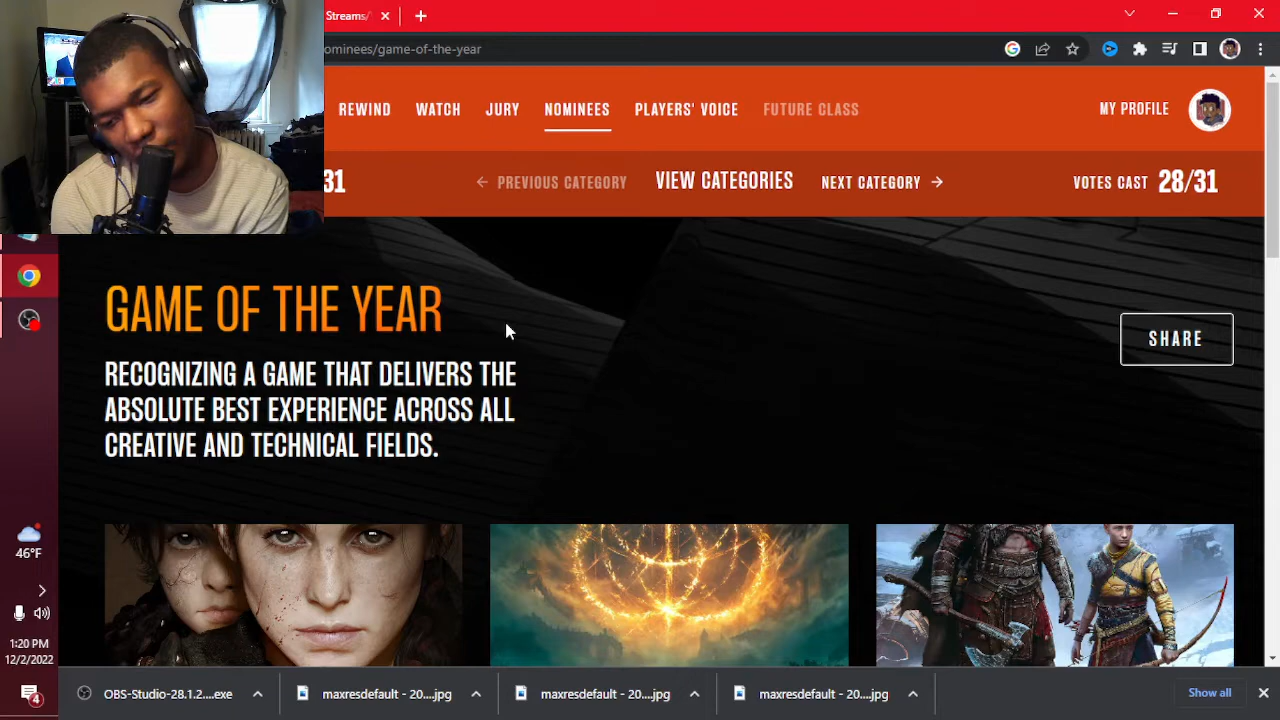 Streams/
ominees/game-of-the-year
REWIND WATCH JURY NOMINEES PLAYERS' VOICE FUTURE CLASS MY PROFILE
31 ← PREVIOUS CATEGORY VIEW CATEGORIES NEXT CATEGORY → VOTES CAST 28/31
GAME OF THE YEAR
SHARE
RECOGNIZING A GAME THAT DELIVERS THE
ABSOLUTE BEST EXPERIENCE ACROSS ALL
CREATIVE AND TECHNICAL FIELDS.
46°F
1:20 PM
12/2/2022
4
OBS-Studio-28.1.2....exe maxresdefault - 20....jpg maxresdefault - 20....jpg maxresdefault - 20....jpg Show all